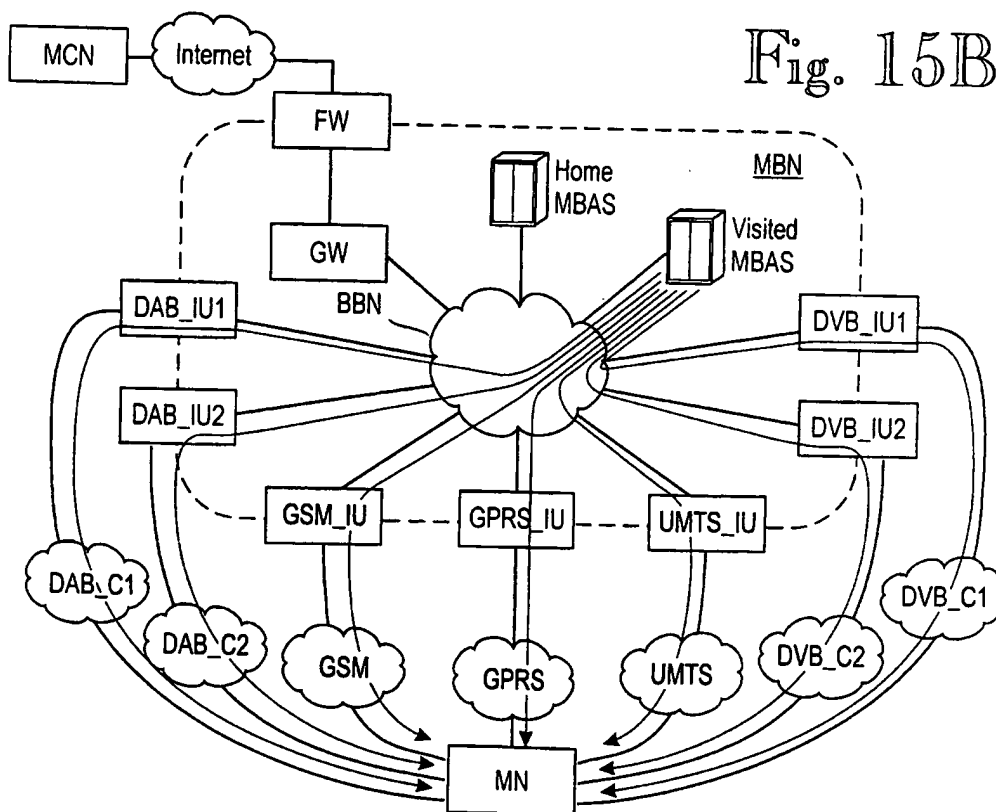 Fig. 15B
MCN
Internet
FW
MBN
Home
MBAS
Visited
MBAS
GW
BBN
DAB_IU1
DVB_IU1
DAB_IU2
DVB_IU2
GSM_IU
GPRS_IU
UMTS_IU
DAB_C1
DVB_C1
DAB_C2
DVB_C2
GSM
GPRS
UMTS
MN